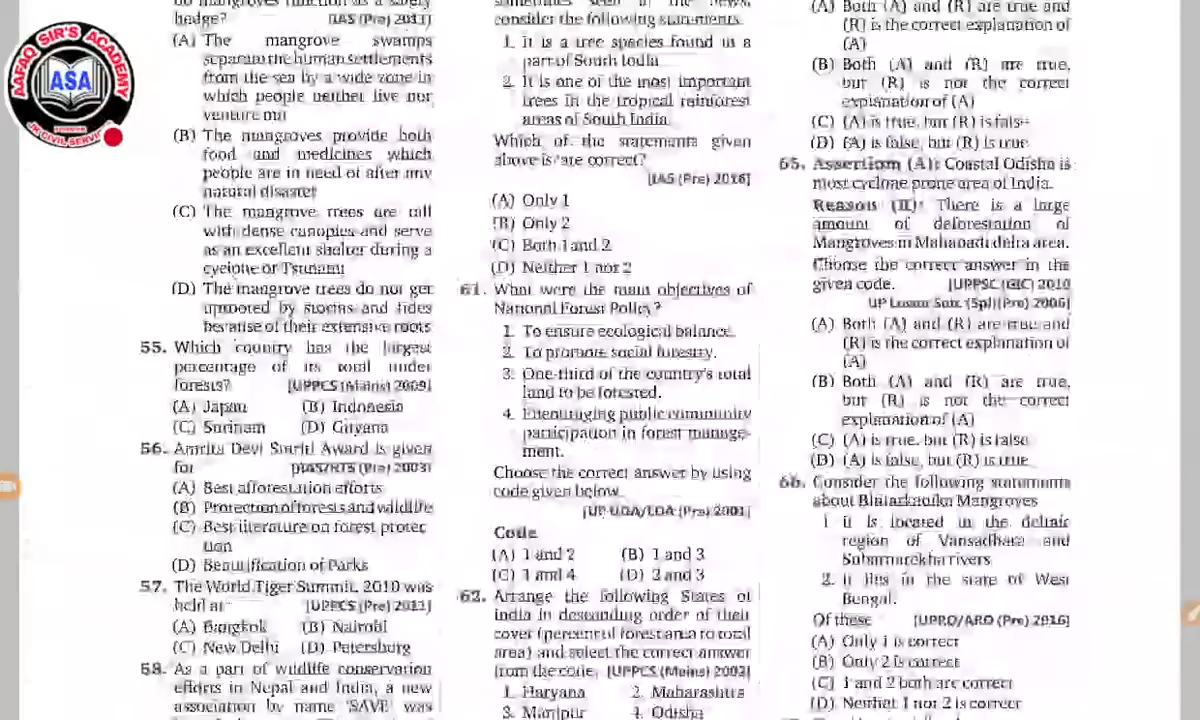 AAFAQ SIR'S ACADEMY
ASA
JK CIVIL SERVICES
do mangroves function as a safety
hedge? [IAS (Pre) 2011]
(A) The mangrove swamps
separate the human settlements
from the sea by a wide zone in
which people neither live nor
venture out
(B) The mangroves provide both
food and medicines which
people are in need of after any
natural disaster
(C) The mangrove trees are tall
with dense canopies and serve
as an excellent shelter during a
cyclone or Tsunami
(D) The mangrove trees do not get
uprooted by storms and tides
because of their extensive roots
55. Which country has the largest
percentage of its total under
forests? [UPPCS (Mains) 2009]
(A) Japan (B) Indonesia
(C) Surinam (D) Guyana
56. Amrita Devi Smriti Award is given
for [RAS/RTS (Pre) 2003]
(A) Best afforestation efforts
(B) Protection of forests and wildlife
(C) Best literature on forest protec
tion
(D) Beautification of Parks
57. The World Tiger Summit, 2010 was
held at- [UPPCS (Pre) 2011]
(A) Bangkok (B) Nairobi
(C) New Delhi (D) Petersburg
58. As a part of wildlife conservation
efforts in Nepal and India, a new
association by name 'SAVE' was
sometimes seen in the news,
consider the following statements
1. It is a tree species found in a
part of South India
2. It is one of the most important
trees in the tropical rainforest
areas of South India.
Which of the statements given
above is/are correct?
[IAS (Pre) 2016]
(A) Only 1
(B) Only 2
(C) Both 1 and 2
(D) Neither 1 nor 2
61. What were the main objectives of
National Forest Policy?
1. To ensure ecological balance.
2. To promote social forestry.
3. One-third of the country's total
land to be forested.
4. Encouraging public community
participation in forest manage-
ment.
Choose the correct answer by using
code given below
[UP UDA/LDA (Pre) 2001]
Code
(A) 1 and 2 (B) 1 and 3
(C) 1 and 4 (D) 2 and 3
62. Arrange the following States of
India in descending order of their
cover (percent of forest area to total
area) and select the correct answer
from the code. [UPPCS (Mains) 2002]
1. Haryana 2. Maharashtra
3. Manipur 4. Odisha
(A) Both (A) and (R) are true and
(R) is the correct explanation of
(A)
(B) Both (A) and (R) are true,
but (R) is not the correct
explanation of (A)
(C) (A) is true, but (R) is false
(D) (A) is false, but (R) is true
65. Assertion (A): Coastal Odisha is
most cyclone prone area of India.
Reason (R): There is a large
amount of deforestation of
Mangroves in Mahanadi delta area.
Choose the correct answer in the
given code. [UPPSC (GIC) 2010
UP Lower Sub. (Spl) (Pre) 2008]
(A) Both (A) and (R) are true and
(R) is the correct explanation of
(A)
(B) Both (A) and (R) are true,
but (R) is not the correct
explanation of (A)
(C) (A) is true, but (R) is false
(D) (A) is false, but (R) is true
66. Consider the following statements
about Bhitarkanika Mangroves
1 It is located in the deltaic
region of Vansadhara and
Subarnarekha rivers
2. It lies in the state of West
Bengal.
Of these [UPRO/ARO (Pre) 2016]
(A) Only 1 is correct
(B) Only 2 is correct
(C) 1 and 2 both are correct
(D) Neither 1 nor 2 is correct